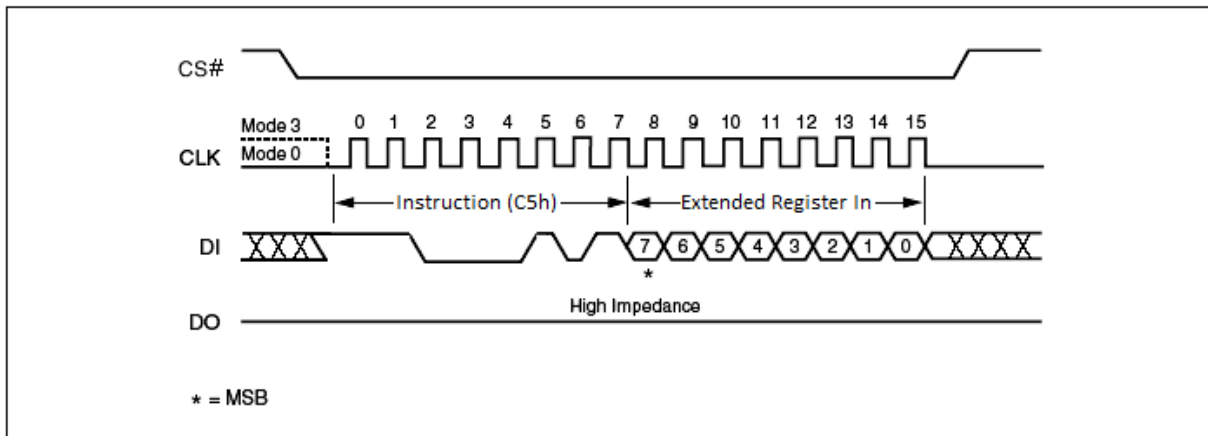 CS#
Mode 3 0 1 2 3 4 5 6 7 8 9 10 11 12 13 14 15
CLK Mode 0
Instruction (C5h) Extended Register In
DI 7 6 5 4 3 2 1 0
*
High Impedance
DO
* = MSB